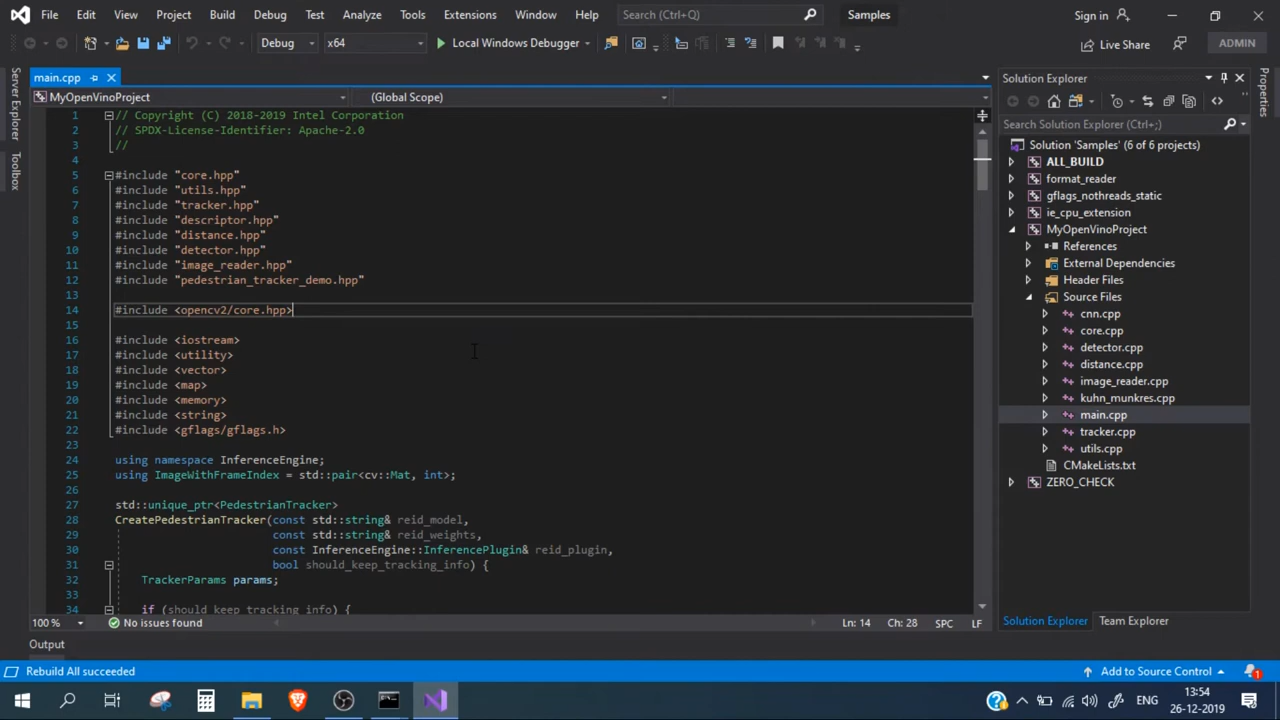 File Edit View Project Build Debug Test Analyze Tools Extensions Window Help Search (Ctrl+Q) Samples Sign in
Debug x64 Local Windows Debugger Live Share ADMIN
Server Explorer
Toolbox
main.cpp
MyOpenVinoProject (Global Scope)
1 // Copyright (C) 2018-2019 Intel Corporation
2 // SPDX-License-Identifier: Apache-2.0
3 //
4
5 #include "core.hpp"
6 #include "utils.hpp"
7 #include "tracker.hpp"
8 #include "descriptor.hpp"
9 #include "distance.hpp"
10 #include "detector.hpp"
11 #include "image_reader.hpp"
12 #include "pedestrian_tracker_demo.hpp"
13
14 #include <opencv2/core.hpp>
15
16 #include <iostream>
17 #include <utility>
18 #include <vector>
19 #include <map>
20 #include <memory>
21 #include <string>
22 #include <gflags/gflags.h>
23
24 using namespace InferenceEngine;
25 using ImageWithFrameIndex = std::pair<cv::Mat, int>;
26
27 std::unique_ptr<PedestrianTracker>
28 CreatePedestrianTracker(const std::string& reid_model,
29 const std::string& reid_weights,
30 const InferenceEngine::InferencePlugin& reid_plugin,
31 bool should_keep_tracking_info) {
32 TrackerParams params;
33
34 if (should_keep_tracking_info) {
100 % No issues found Ln: 14 Ch: 28 SPC LF
Solution Explorer
Search Solution Explorer (Ctrl+;)
Solution 'Samples' (6 of 6 projects)
ALL_BUILD
format_reader
gflags_nothreads_static
ie_cpu_extension
MyOpenVinoProject
References
External Dependencies
Header Files
Source Files
cnn.cpp
core.cpp
detector.cpp
distance.cpp
image_reader.cpp
kuhn_munkres.cpp
main.cpp
tracker.cpp
utils.cpp
CMakeLists.txt
ZERO_CHECK
Solution Explorer Team Explorer
Properties
Output
Rebuild All succeeded Add to Source Control 1
ENG 13:54
26-12-2019